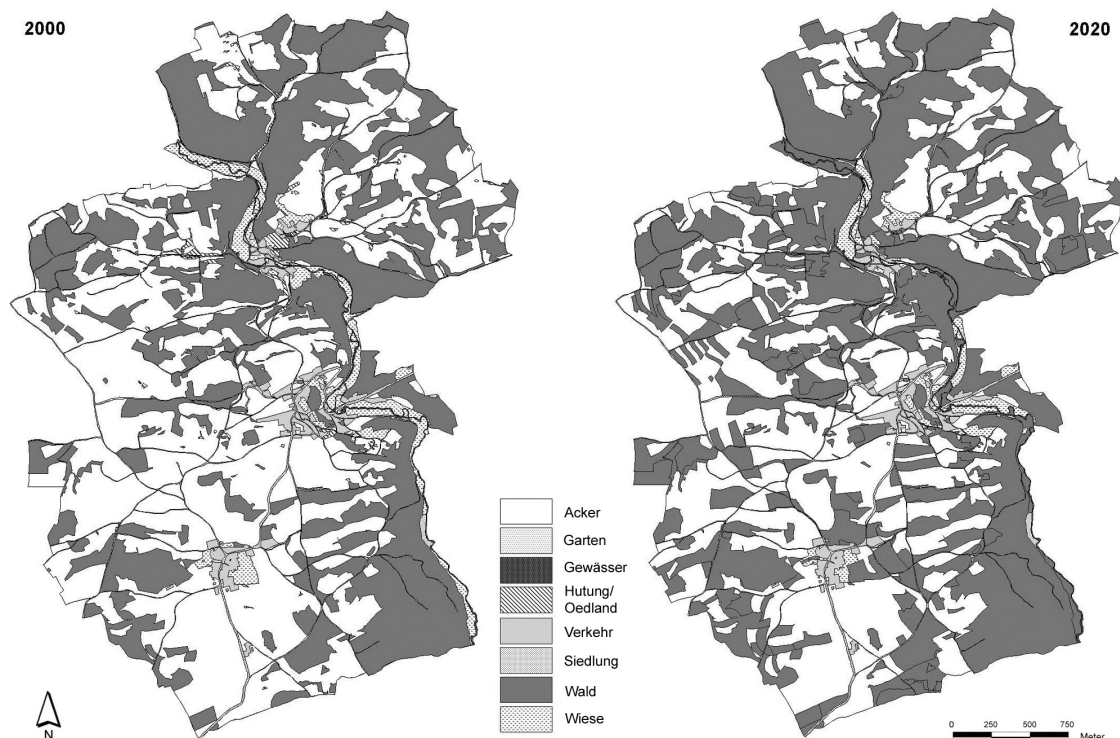 2000
2020
Acker
Garten
Gewässer
Hutung/
Oedland
Verkehr
Siedlung
Wald
Wiese
N
0 250 500 750
Meter